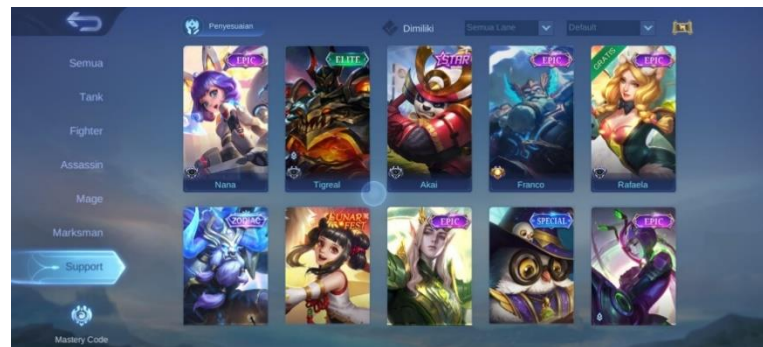 Penyesuaian
Dimiliki
Semua Lane
Default
Semua
Tank
Fighter
Assassin
Mage
Marksman
Support
Mastery Code
EPIC
ELITE
STAR
EPIC
GRATIS
EPIC
Nana
Tigreal
Akai
Franco
Rafaela
ZODIAC
LUNAR
FEST
EPIC
SPECIAL
EPIC